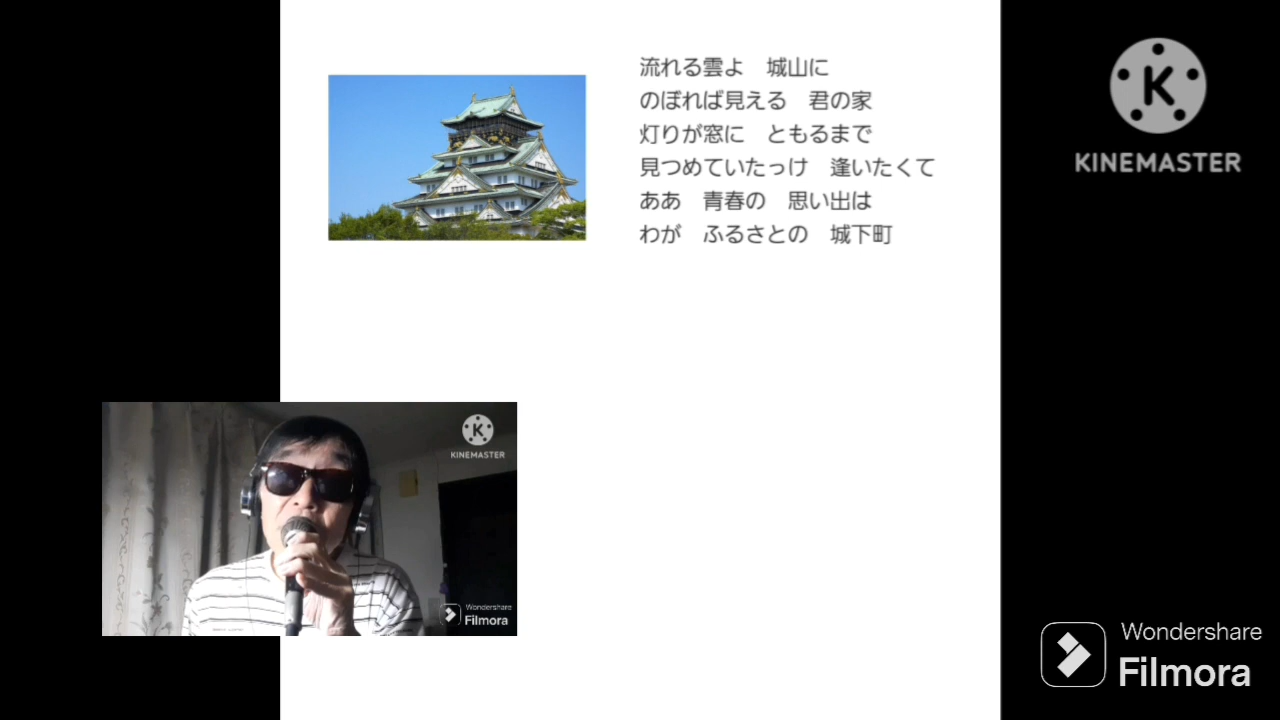 流れる雲よ　城山に
のぼれば見える　君の家
灯りが窓に　ともるまで
見つめていたっけ　逢いたくて
ああ　青春の　思い出は
わが　ふるさとの　城下町
K
KINEMASTER
K
KINEMASTER
Wondershare
Filmora
Wondershare
Filmora